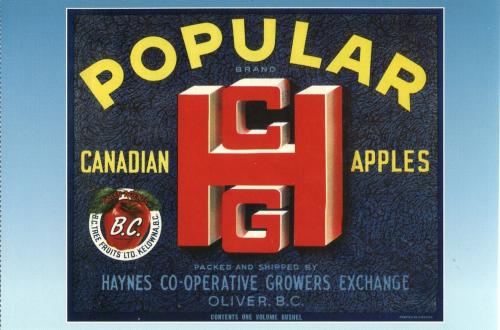 POPULAR
BRAND
C
H
G
CANADIAN APPLES
B.C.
B.C. TREE FRUITS LTD. KELOWNA, B.C.
PACKED AND SHIPPED BY
HAYNES CO-OPERATIVE GROWERS EXCHANGE
OLIVER, B.C.
CONTENTS ONE VOLUME BUSHEL